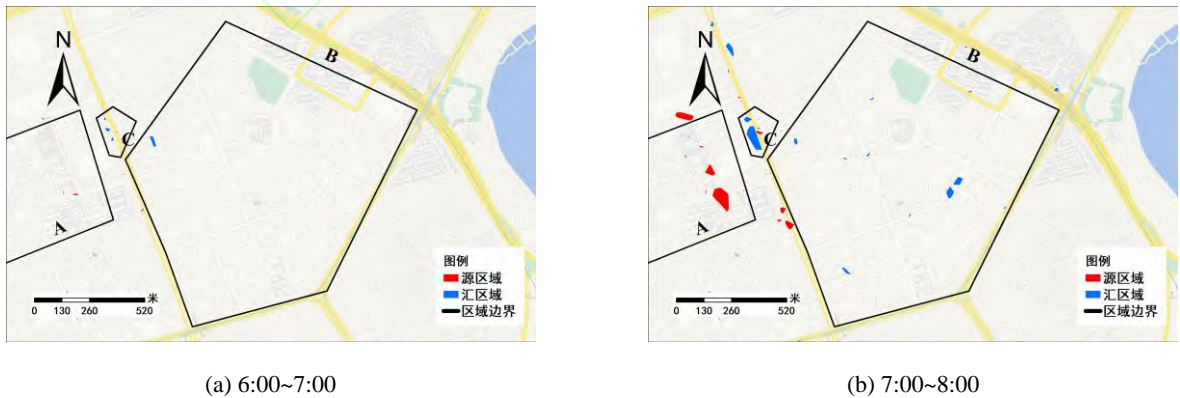 N
B
C
A
图例
源区域
汇区域
区域边界
米
0 130 260 520
N
B
C
A
图例
源区域
汇区域
区域边界
米
0 130 260 520
(a) 6:00~7:00
(b) 7:00~8:00